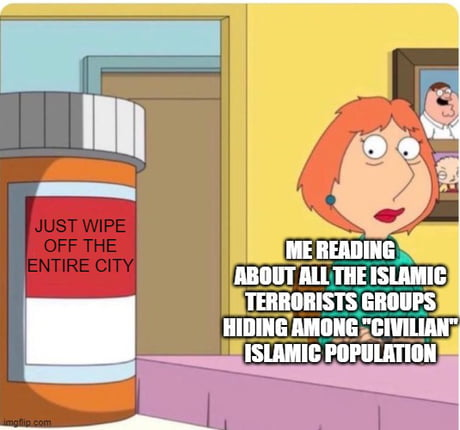 JUST WIPE
OFF THE
ENTIRE CITY
ME READING
ABOUT ALL THE ISLAMIC
TERRORISTS GROUPS
HIDING AMONG "CIVILIAN"
ISLAMIC POPULATION
imgflip.com